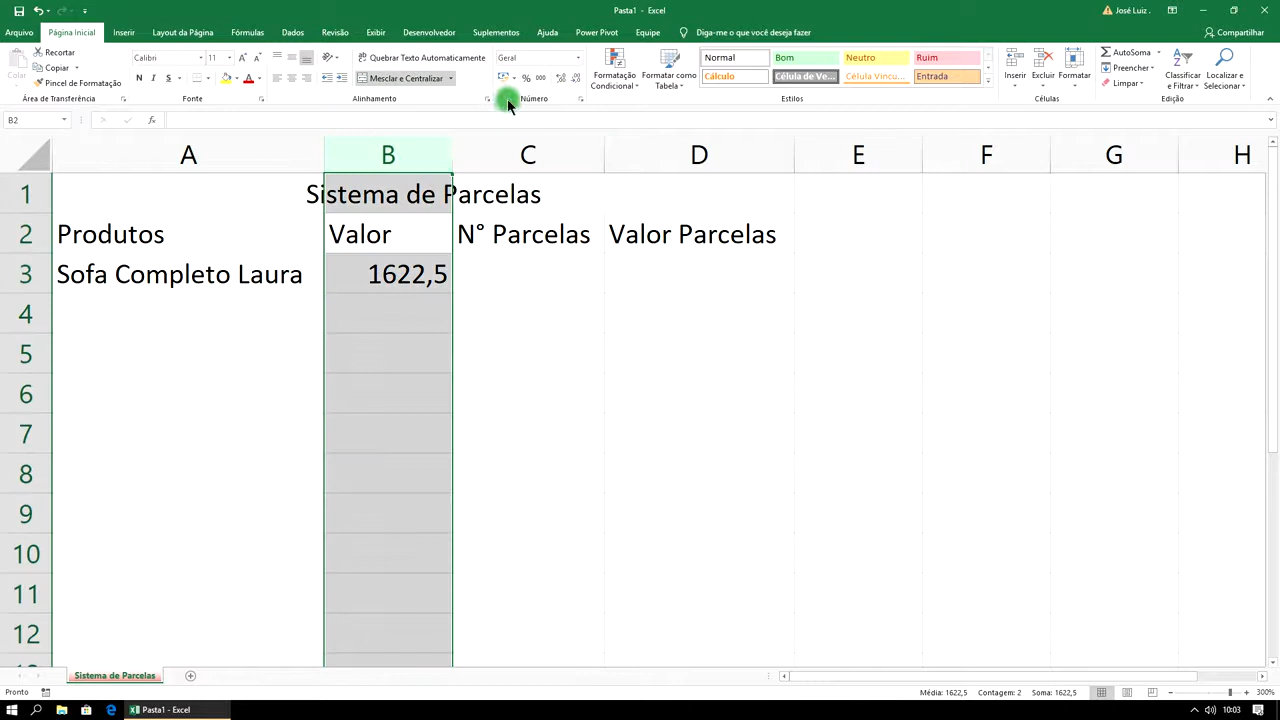 Pasta1 - Excel
José Luiz .
Arquivo Página Inicial Inserir Layout da Página Fórmulas Dados Revisão Exibir Desenvolvedor Suplementos Ajuda Power Pivot Equipe Diga-me o que você deseja fazer Compartilhar
Colar
Recortar
Copiar
Pincel de Formatação
Área de Transferência
Calibri 11
N I S
Fonte
Quebrar Texto Automaticamente
Mesclar e Centralizar
Alinhamento
Geral
% 000
Número
Formatação Condicional
Formatar como Tabela
Normal Bom Neutro Ruim
Cálculo Célula de Ve... Célula Vincu... Entrada
Estilos
Inserir Excluir Formatar
Células
AutoSoma
Preencher
Limpar
Classificar e Filtrar
Localizar e Selecionar
Edição
B2 fx
A B C D E F G H
1 Sistema de Parcelas
2 Produtos Valor N° Parcelas Valor Parcelas
3 Sofa Completo Laura 1622,5
4
5
6
7
8
9
10
11
12
Sistema de Parcelas
Pronto Média: 1622,5 Contagem: 2 Soma: 1622,5 300%
Pasta1 - Excel 10:03